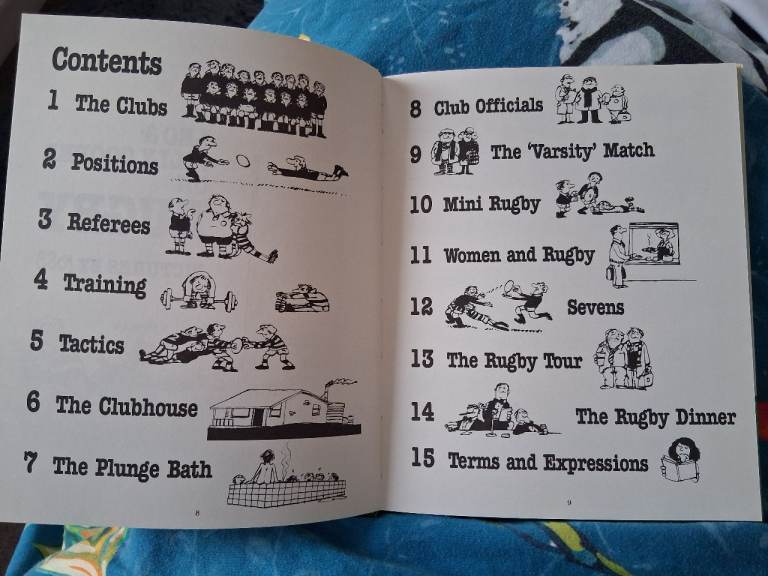 Contents
1 The Clubs
2 Positions
3 Referees
4 Training
5 Tactics
6 The Clubhouse
7 The Plunge Bath
8
8 Club Officials
9 The 'Varsity' Match
10 Mini Rugby
11 Women and Rugby
12 Sevens
13 The Rugby Tour
14 The Rugby Dinner
15 Terms and Expressions
9